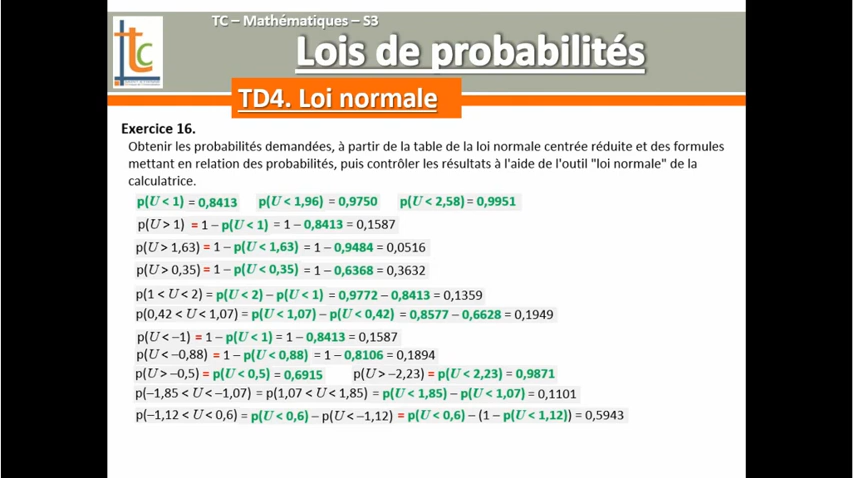 TC – Mathématiques – S3
tc
Lois de probabilités
TD4. Loi normale
Exercice 16.
Obtenir les probabilités demandées, à partir de la table de la loi normale centrée réduite et des formules
mettant en relation des probabilités, puis contrôler les résultats à l'aide de l'outil "loi normale" de la
calculatrice.
p(U < 1) = 0,8413 p(U < 1,96) = 0,9750 p(U < 2,58) = 0,9951
p(U > 1) = 1 – p(U < 1) = 1 – 0,8413 = 0,1587
p(U > 1,63) = 1 – p(U < 1,63) = 1 – 0,9484 = 0,0516
p(U > 0,35) = 1 – p(U < 0,35) = 1 – 0,6368 = 0,3632
p(1 < U < 2) = p(U < 2) – p(U < 1) = 0,9772 – 0,8413 = 0,1359
p(0,42 < U < 1,07) = p(U < 1,07) – p(U < 0,42) = 0,8577 – 0,6628 = 0,1949
p(U < –1) = 1 – p(U < 1) = 1 – 0,8413 = 0,1587
p(U < –0,88) = 1 – p(U < 0,88) = 1 – 0,8106 = 0,1894
p(U > –0,5) = p(U < 0,5) = 0,6915 p(U > –2,23) = p(U < 2,23) = 0,9871
p(–1,85 < U < –1,07) = p(1,07 < U < 1,85) = p(U < 1,85) – p(U < 1,07) = 0,1101
p(–1,12 < U < 0,6) = p(U < 0,6) – p(U < –1,12) = p(U < 0,6) – (1 – p(U < 1,12)) = 0,5943